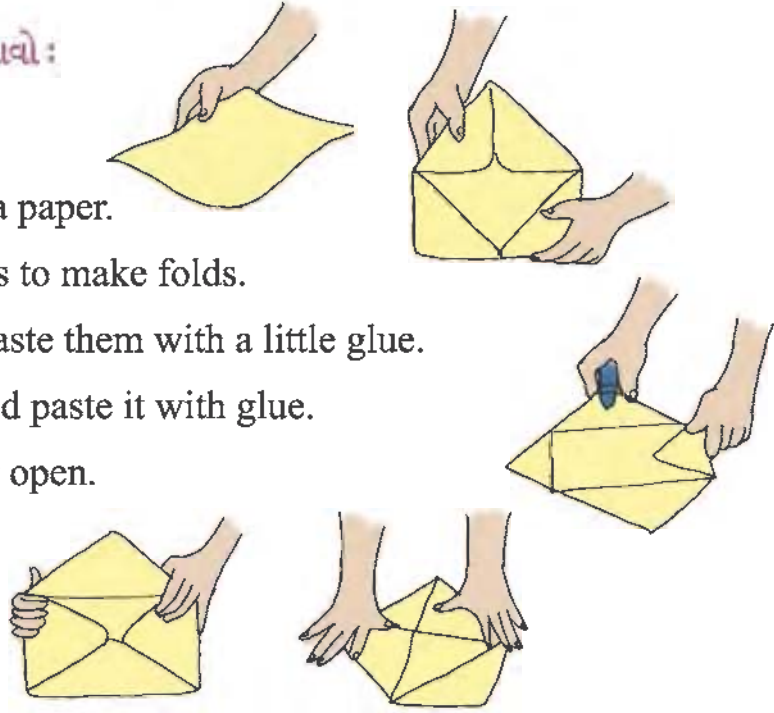 a paper.
s to make folds.
aste them with a little glue.
d paste it with glue.
open.